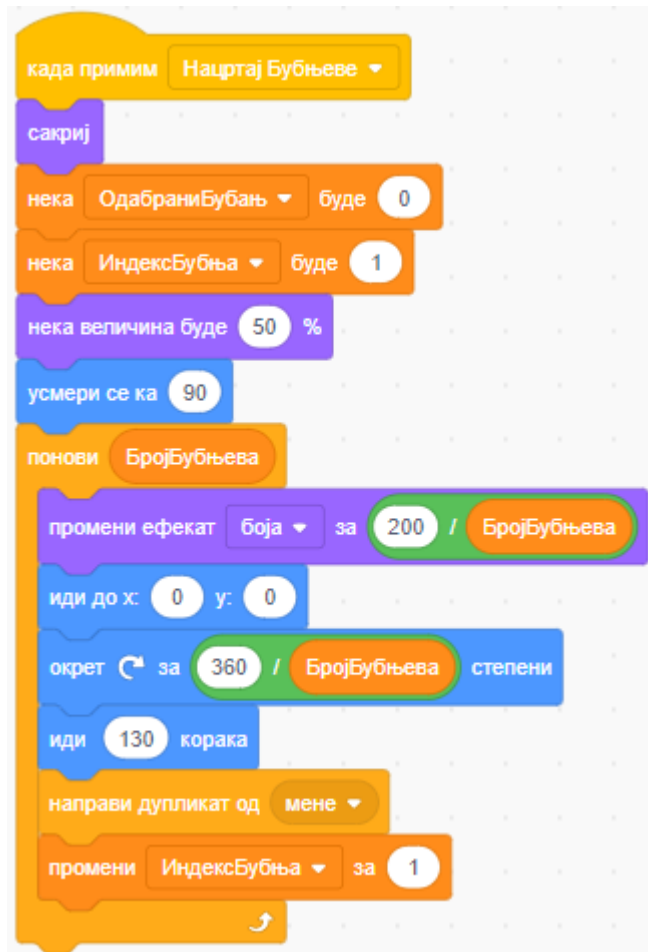 када примим Нацртај Бубњеве
сакриј
нека ОдабраниБубањ буде 0
нека ИндексБубња буде 1
нека величина буде 50 %
усмери се ка 90
понови БројБубњева
промени ефекат боја за 200 / БројБубњева
иди до x: 0 y: 0
окрет за 360 / БројБубњева степени
иди 130 корака
направи дупликат од мене
промени ИндексБубња за 1